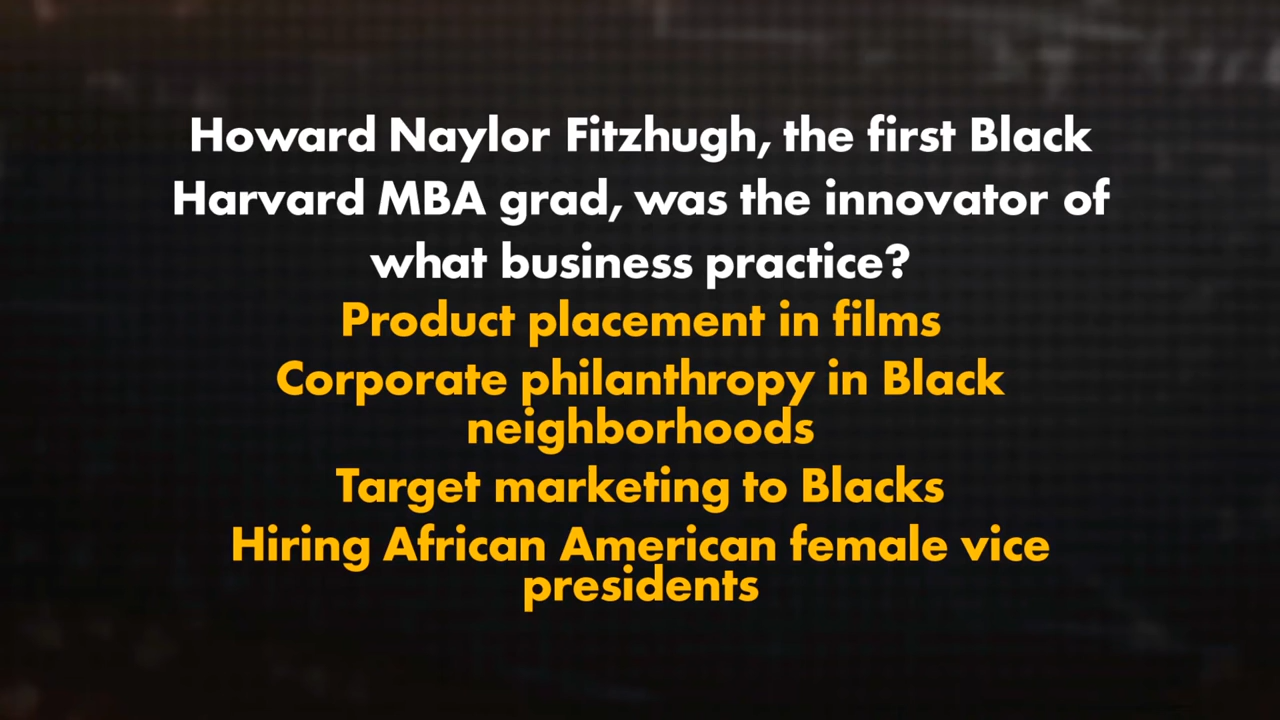 Howard Naylor Fitzhugh, the first Black
Harvard MBA grad, was the innovator of
what business practice?
Product placement in films
Corporate philanthropy in Black
neighborhoods
Target marketing to Blacks
Hiring African American female vice
presidents